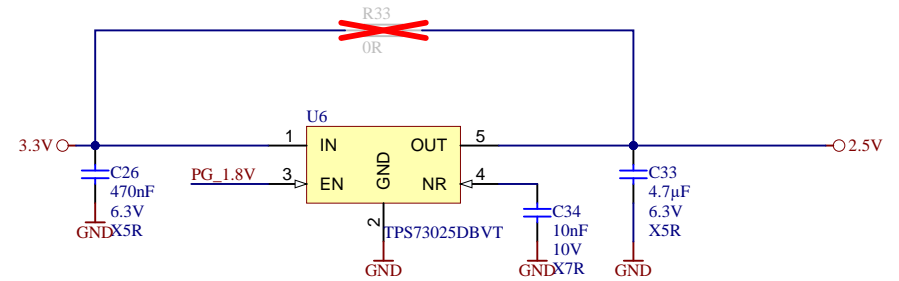 R33
0R
U6
3.3V
1
IN
OUT
5
2.5V
GND
PG_1.8V
3
EN
NR
4
C26
470nF
6.3V
X5R
GND
2
TPS73025DBVT
GND
C34
10nF
10V
X7R
GND
C33
4.7µF
6.3V
X5R
GND